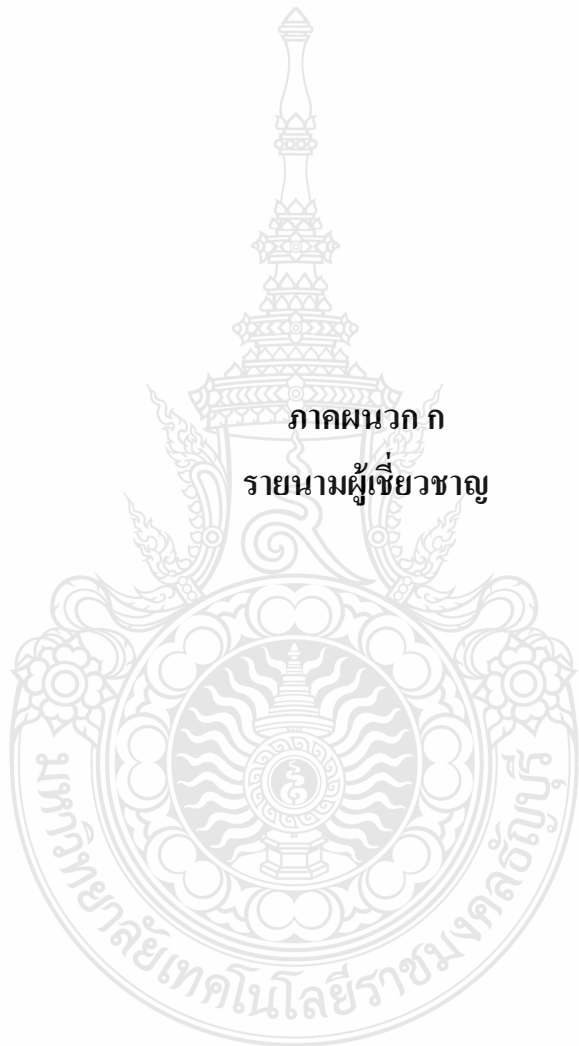 ภาคผนวก ก
รายนามผู้เชี่ยวชาญ
มหาวิทยาลัยเทคโนโลยีราชมงคลธัญบุรี